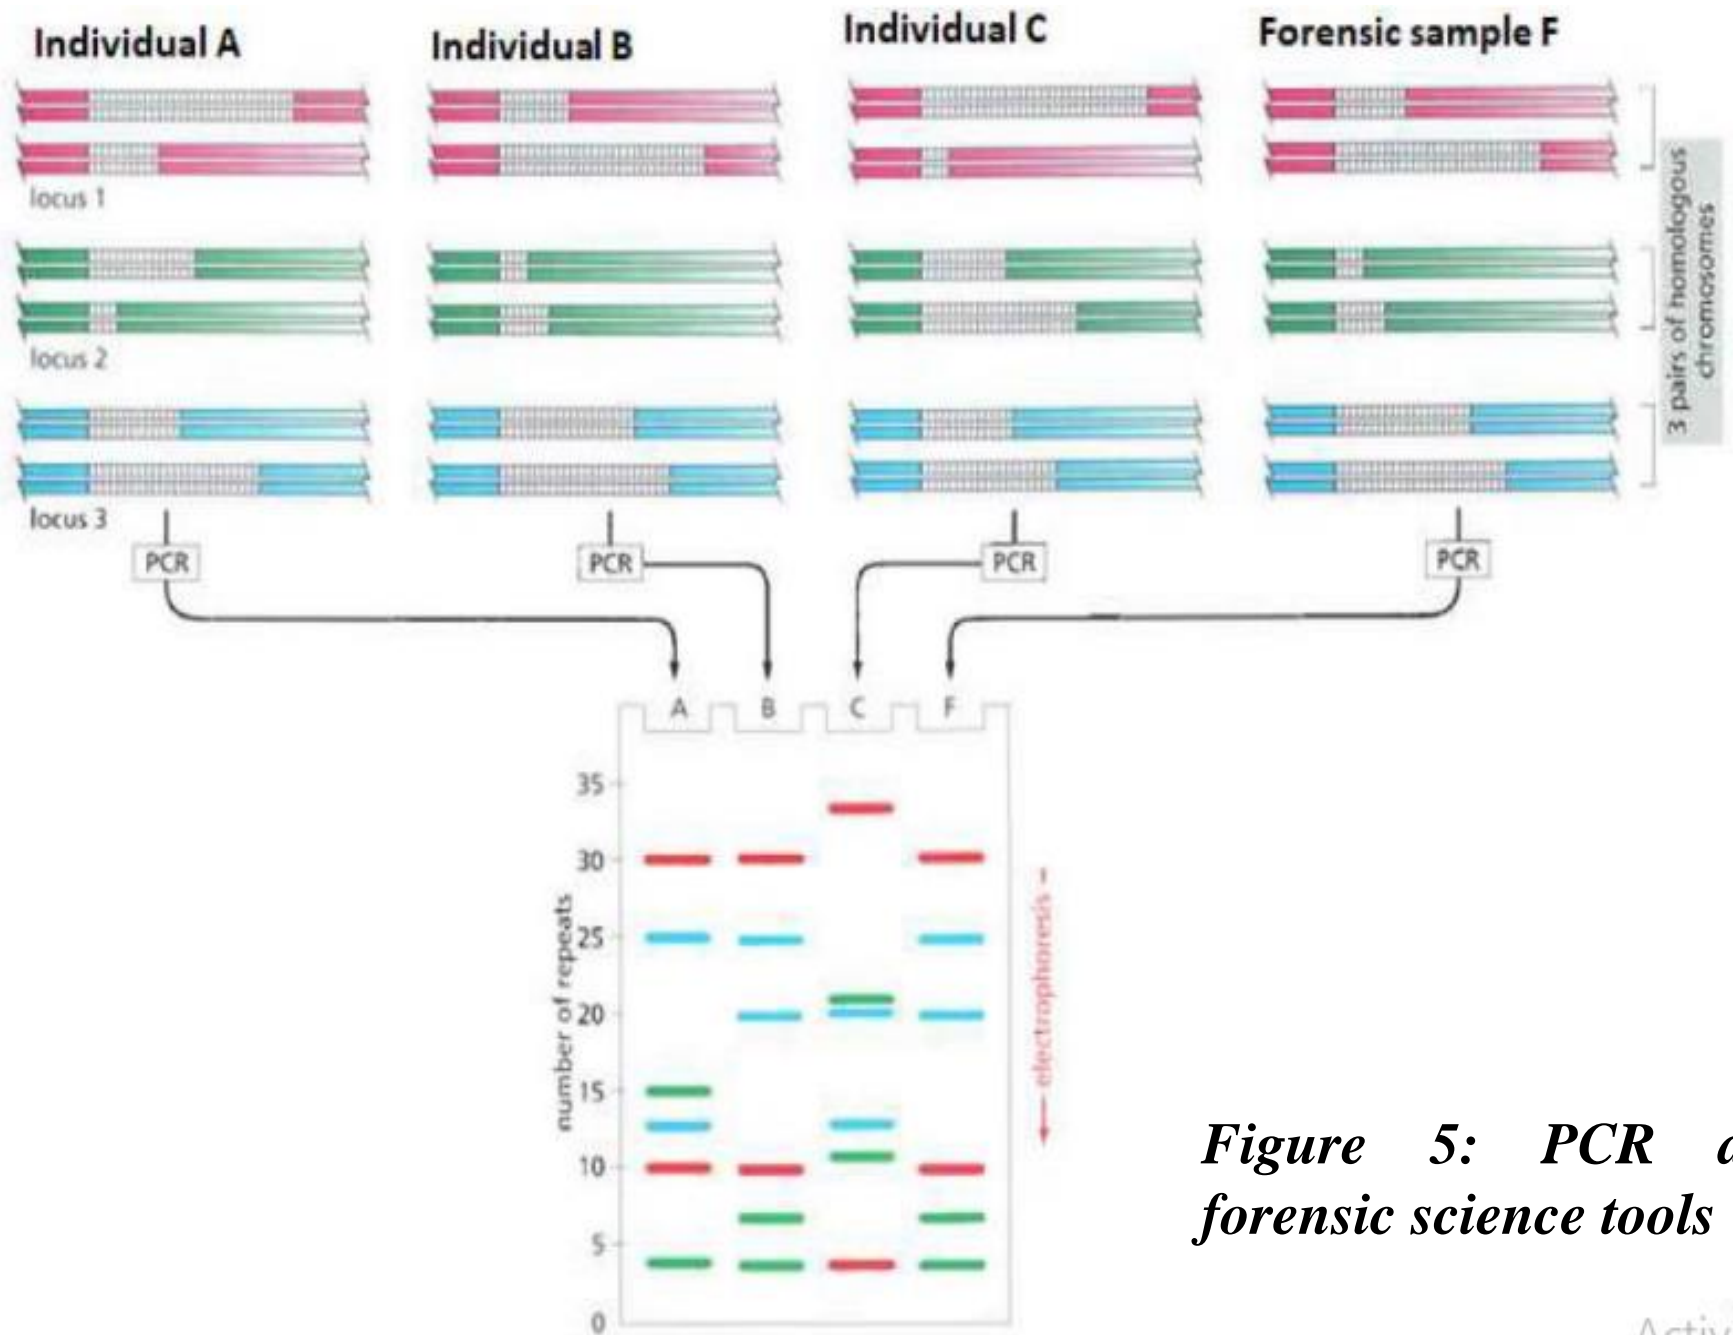 Individual A
Individual B
Individual C
Forensic sample F
locus 1
locus 2
locus 3
3 pairs of homologous
chromosomes
PCR
PCR
PCR
PCR
A B C F
number of repeats
35
30
25
20
15
10
5
0
electrophoresis
Figure 5: PCR
forensic science tools